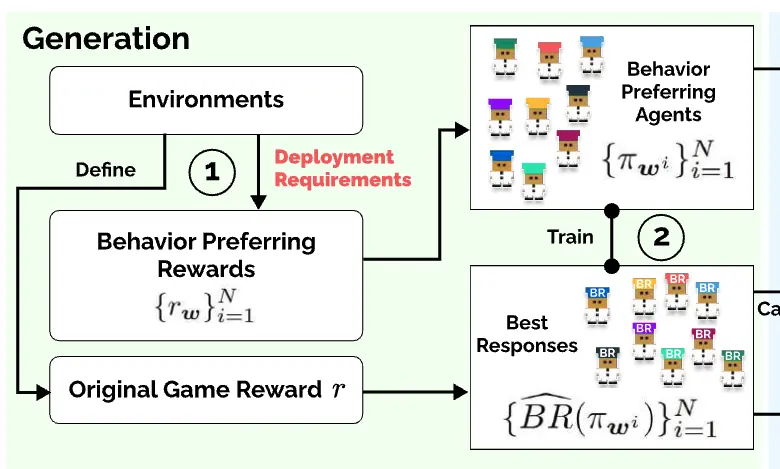 Generation
Environments
Define
1
Deployment
Requirements
Behavior Preferring
Rewards
$\{r_{\boldsymbol{w}}\}_{i=1}^{N}$
Original Game Reward $r$
Behavior
Preferring
Agents
$\{\pi_{\boldsymbol{w}^i}\}_{i=1}^{N}$
Train
2
Best
Responses
BR
BR
BR
BR
BR
BR
BR
BR
BR
$\{\widehat{BR}(\pi_{\boldsymbol{w}^i})\}_{i=1}^{N}$
Ca